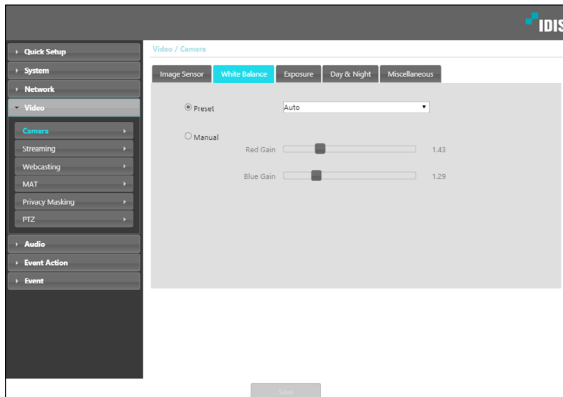 IDIS
Quick Setup
System
Network
Video
Camera
Streaming
Webcasting
MAT
Privacy Masking
PTZ
Audio
Event Action
Event
Video / Camera
Image Sensor White Balance Exposure Day & Night Miscellaneous
Preset Auto
Manual
Red Gain 1.43
Blue Gain 1.29
Save